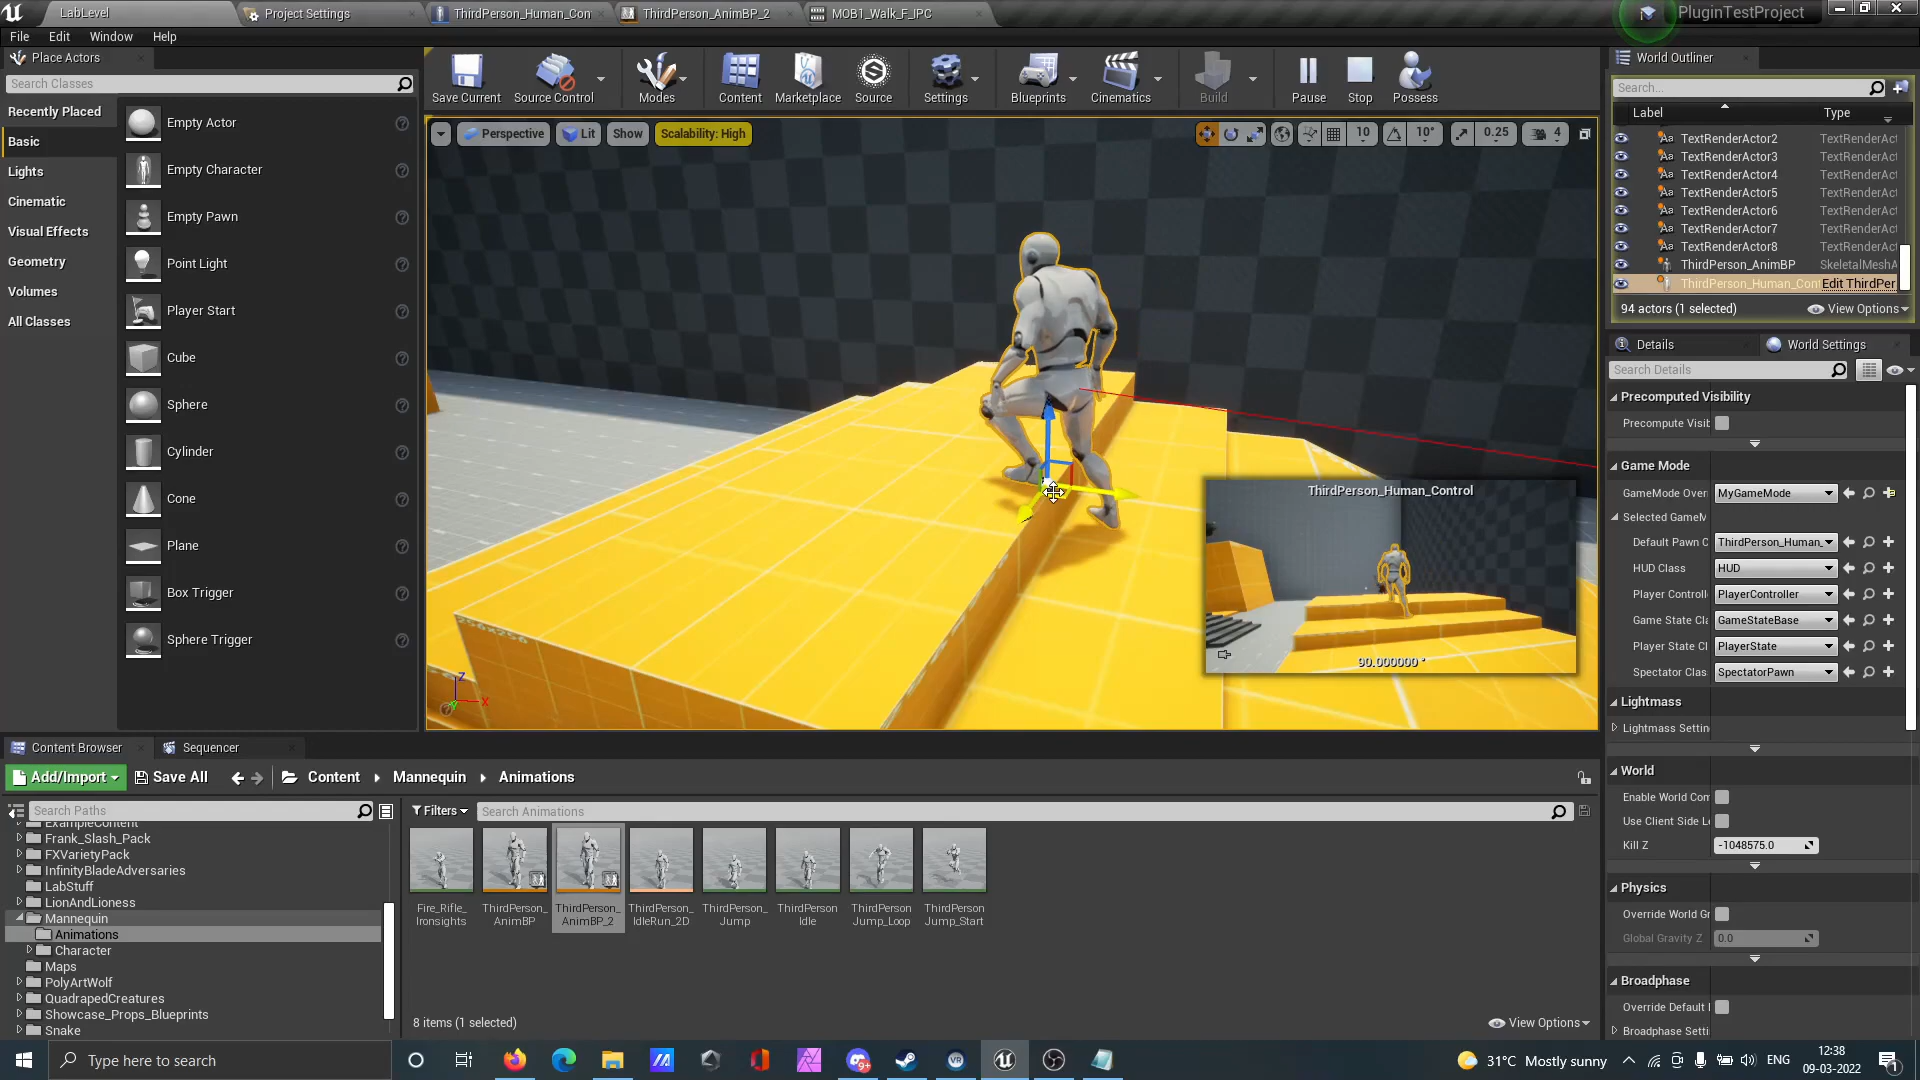 LabLevel
Project Settings
ThirdPerson_Human_Con
ThirdPerson_AnimBP_2
MOB1_Walk_F_IPC
PluginTestProject
File
Edit
Window
Help
Place Actors
Search Classes
Recently Placed
Basic
Lights
Cinematic
Visual Effects
Geometry
Volumes
All Classes
Empty Actor
Empty Character
Empty Pawn
Point Light
Player Start
Cube
Sphere
Cylinder
Cone
Plane
Box Trigger
Sphere Trigger
Save Current
Source Control
Modes
Content
Marketplace
Source
Settings
Blueprints
Cinematics
Build
Pause
Stop
Possess
Perspective
Lit
Show
Scalability: High
10
10°
0.25
4
ThirdPerson_Human_Control
90.000000 °
Z
X
World Outliner
Search...
Label
Type
TextRenderActor2 TextRenderAct
TextRenderActor3 TextRenderAct
TextRenderActor4 TextRenderAct
TextRenderActor5 TextRenderAct
TextRenderActor6 TextRenderAct
TextRenderActor7 TextRenderAct
TextRenderActor8 TextRenderAct
ThirdPerson_AnimBP SkeletalMeshA
ThirdPerson_Human_Con Edit ThirdPer
94 actors (1 selected)
View Options
Details
World Settings
Search Details
Precomputed Visibility
Precompute Visib
Game Mode
GameMode Over MyGameMode
Selected GameM
Default Pawn C ThirdPerson_Human_
HUD Class HUD
Player Controll PlayerController
Game State Cla GameStateBase
Player State Cl PlayerState
Spectator Clas SpectatorPawn
Lightmass
Lightmass Settin
World
Enable World Com
Use Client Side Le
Kill Z -1048575.0
Physics
Override World Gr
Global Gravity Z 0.0
Broadphase
Override Default B
Broadphase Setti
Content Browser
Sequencer
Add/Import
Save All
Content
Mannequin
Animations
Search Paths
Filters
Search Animations
ExampleContent
Frank_Slash_Pack
FXVarietyPack
InfinityBladeAdversaries
LabStuff
LionAndLioness
Mannequin
Animations
Character
Maps
PolyArtWolf
QuadrapedCreatures
Showcase_Props_Blueprints
Snake
Fire_Rifle_
Ironsights
ThirdPerson_
AnimBP
ThirdPerson_
AnimBP_2
ThirdPerson_
IdleRun_2D
ThirdPerson_
Jump
ThirdPerson
Idle
ThirdPerson
Jump_Loop
ThirdPerson
Jump_Start
8 items (1 selected)
View Options
Type here to search
31°C Mostly sunny
ENG
12:38
09-03-2022